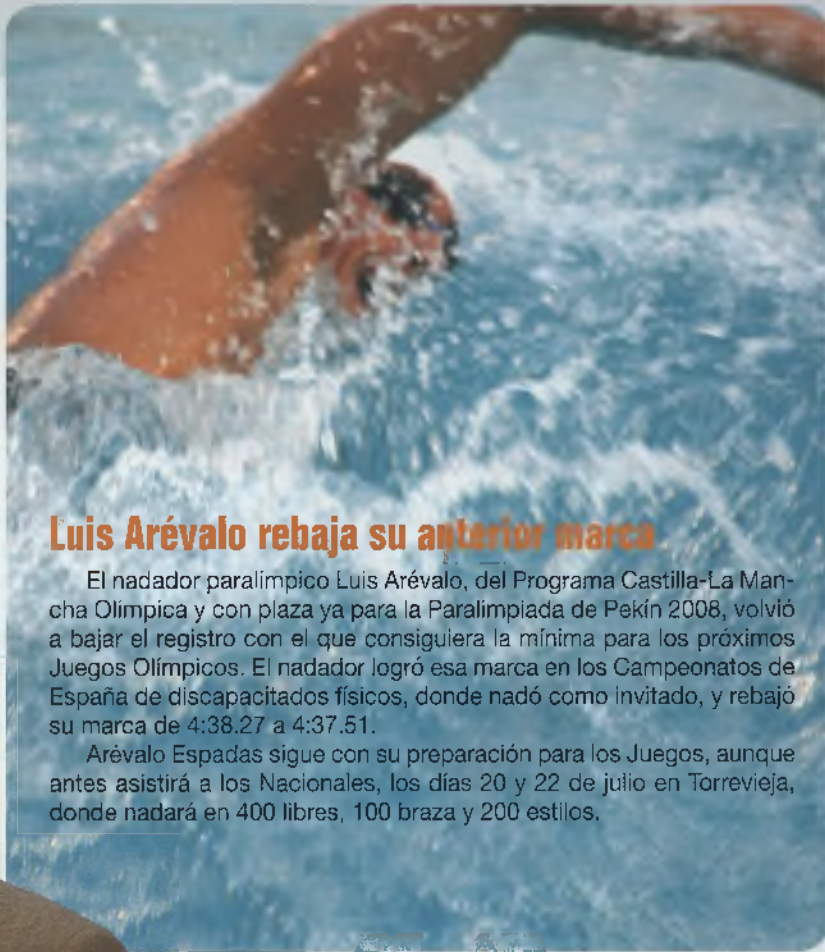 Luis Arévalo rebaja su anterior marca
El nadador paralímpico Luis Arévalo, del Programa Castilla-La Man-
cha Olímpica y con plaza ya para la Paralimpiada de Pekín 2008, volvió
a bajar el registro con el que consiguiera la mínima para los próximos
Juegos Olímpicos. El nadador logró esa marca en los Campeonatos de
España de discapacitados físicos, donde nadó como invitado, y rebajó
su marca de 4:38.27 a 4:37.51.
Arévalo Espadas sigue con su preparación para los Juegos, aunque
antes asistirá a los Nacionales, los días 20 y 22 de julio en Torrevieja,
donde nadará en 400 libres, 100 braza y 200 estilos.